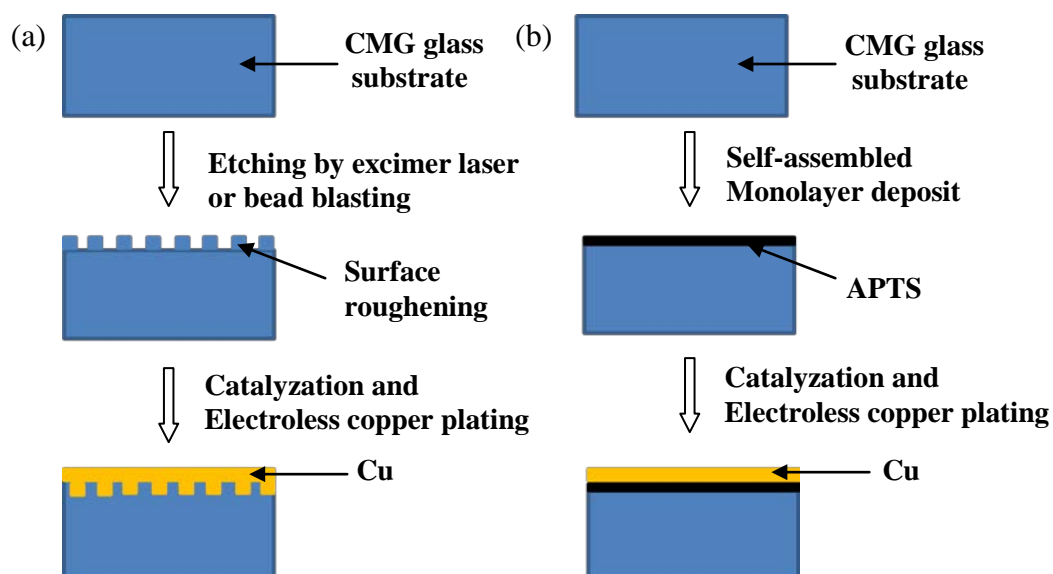 (a)
CMG glass
substrate
Etching by excimer laser
or bead blasting
Surface
roughening
Catalyzation and
Electroless copper plating
Cu
(b)
CMG glass
substrate
Self-assembled
Monolayer deposit
APTS
Catalyzation and
Electroless copper plating
Cu